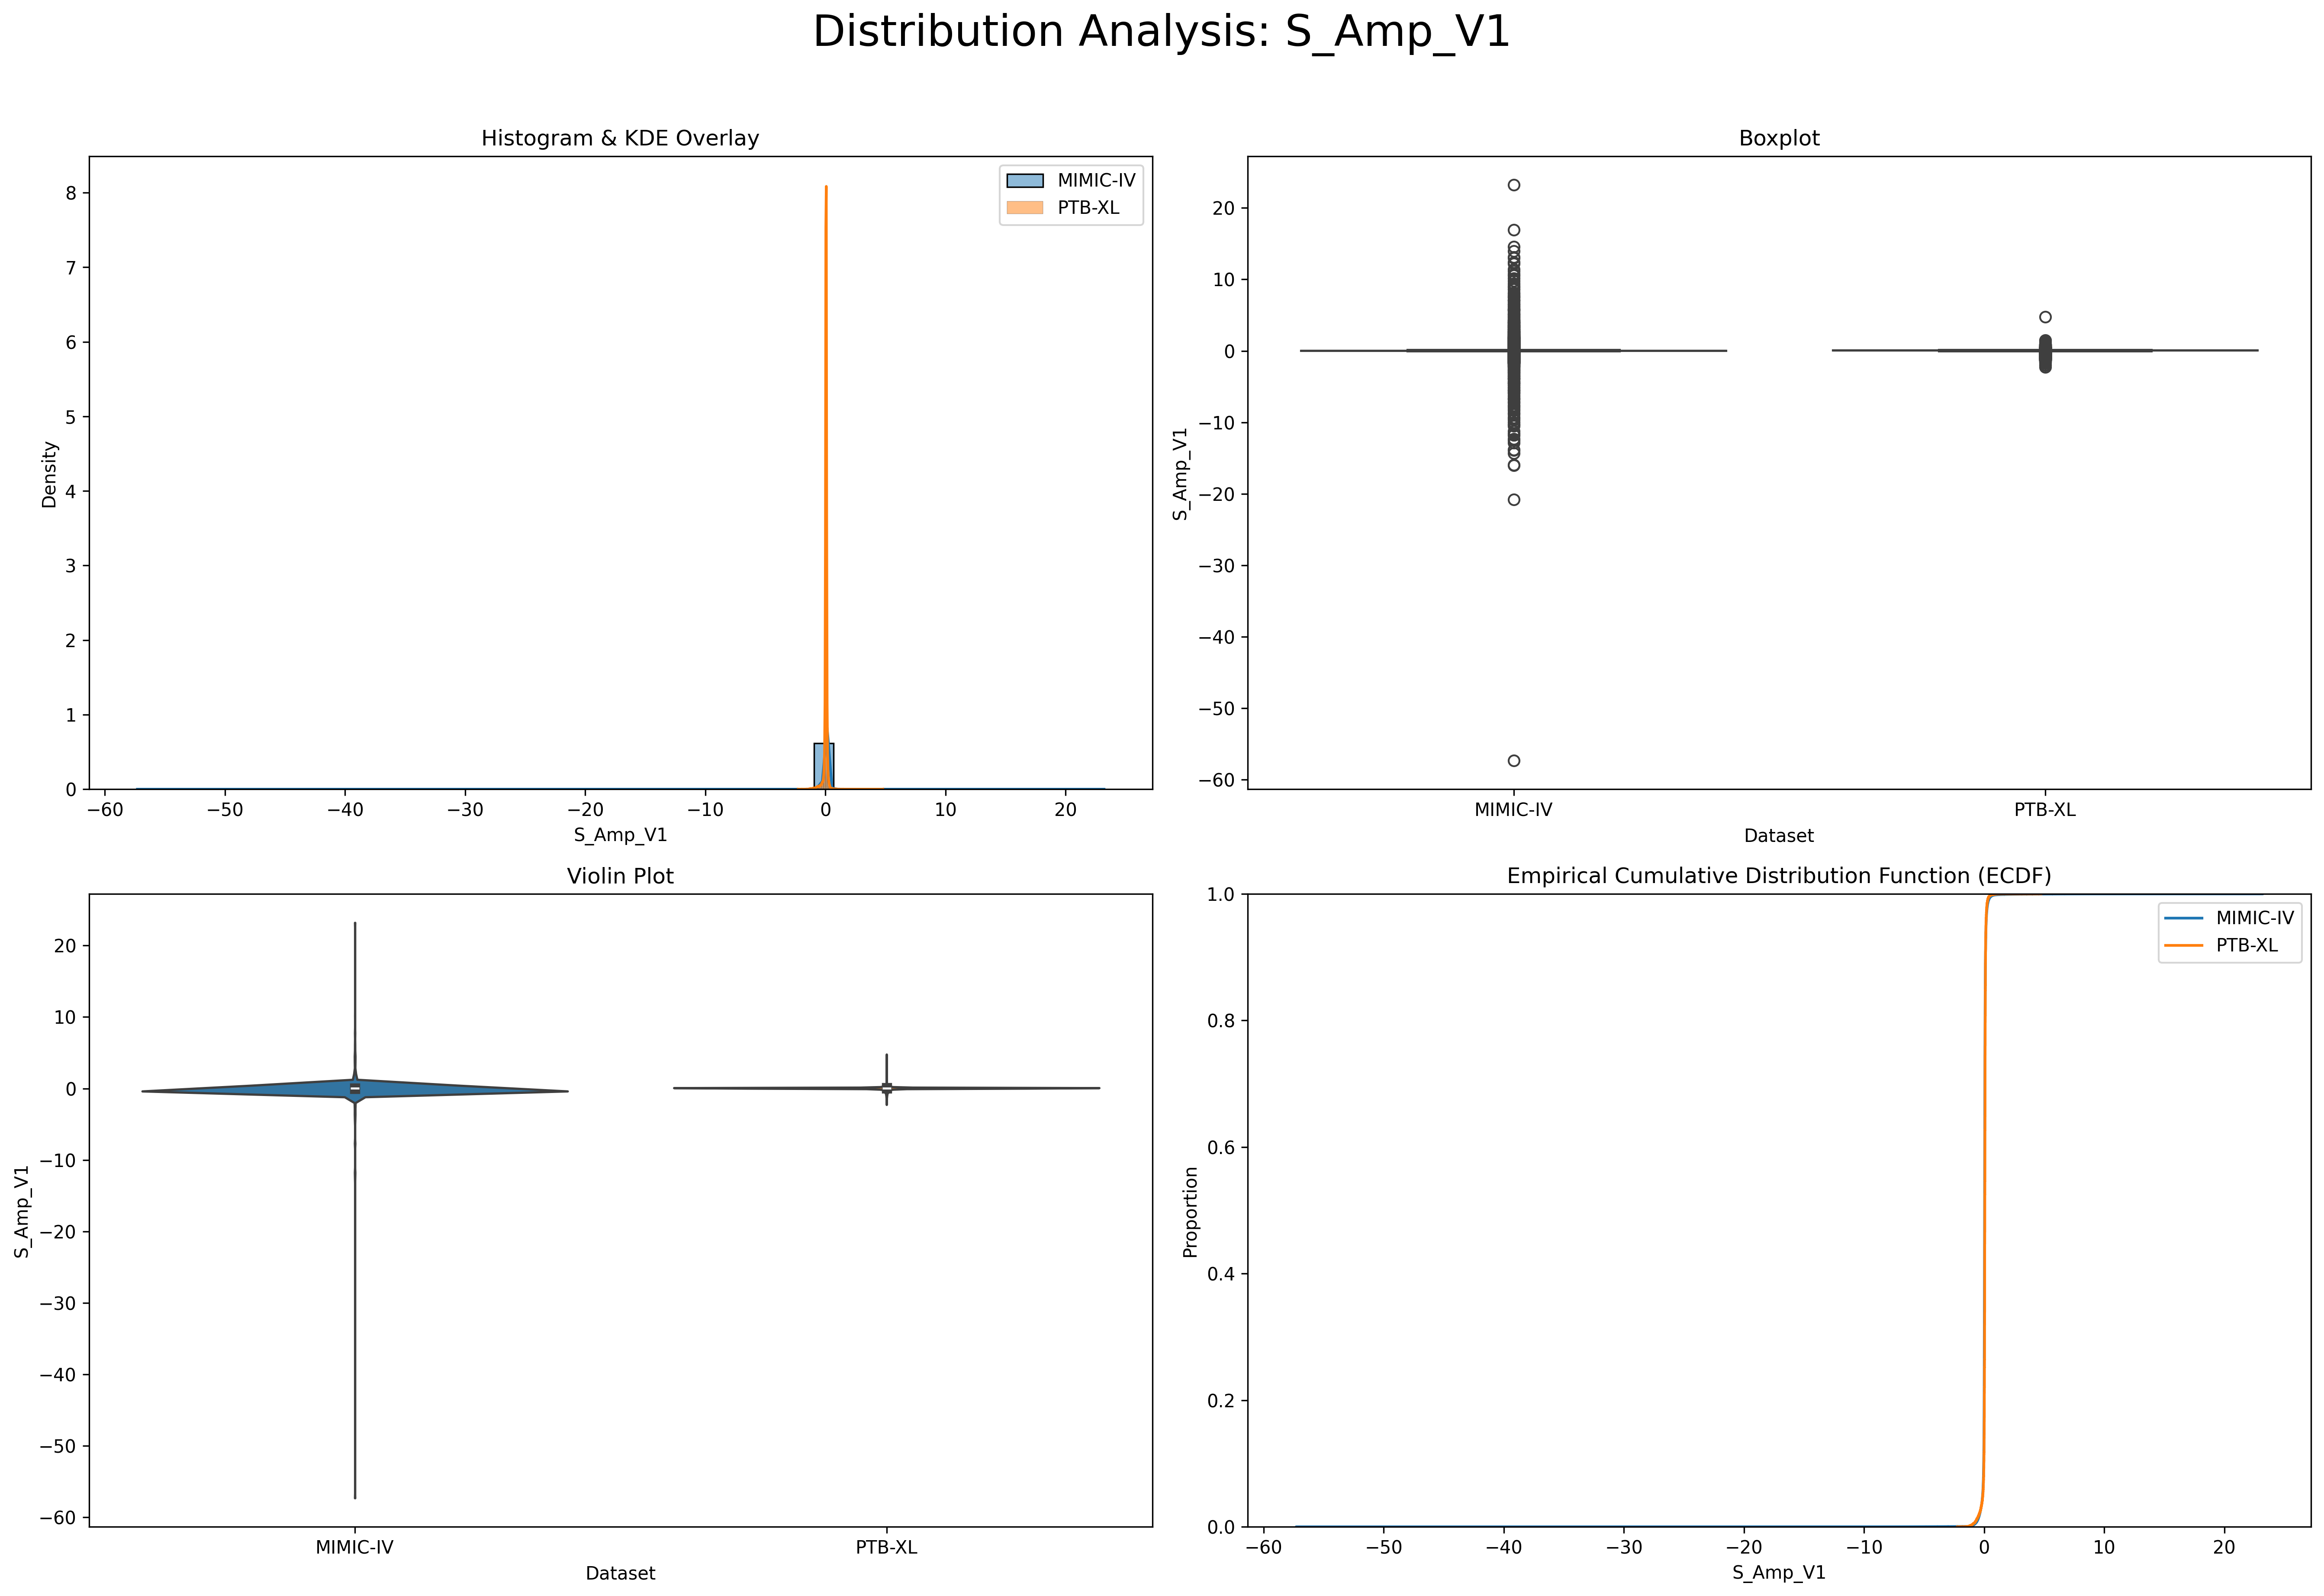 Distribution Analysis: S_Amp_V1
Histogram & KDE Overlay
MIMIC-IV
PTB-XL
8
7
6
5
4
3
2
1
0
Density
−60 −50 −40 −30 −20 −10 0 10 20
S_Amp_V1
Boxplot
20
10
0
−10
−20
−30
−40
−50
−60
S_Amp_V1
MIMIC-IV PTB-XL
Dataset
Violin Plot
20
10
0
−10
−20
−30
−40
−50
−60
S_Amp_V1
MIMIC-IV PTB-XL
Dataset
Empirical Cumulative Distribution Function (ECDF)
MIMIC-IV
PTB-XL
1.0
0.8
0.6
0.4
0.2
0.0
Proportion
−60 −50 −40 −30 −20 −10 0 10 20
S_Amp_V1